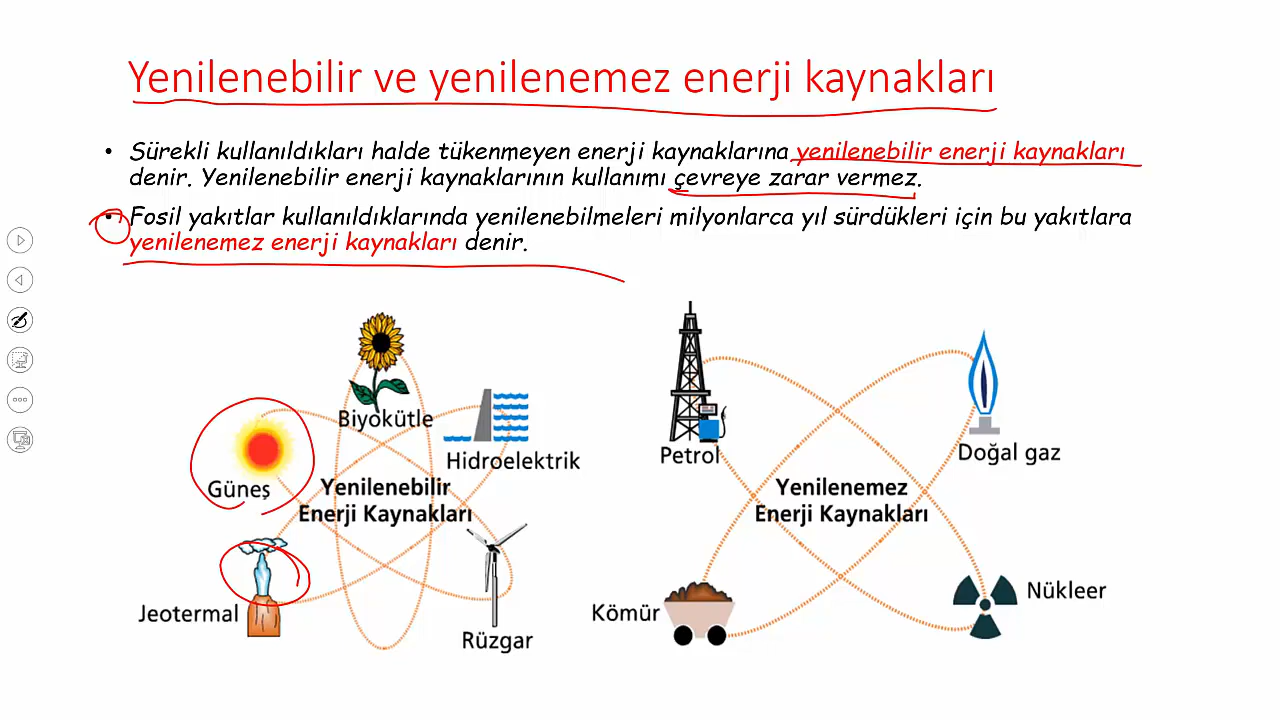 Yenilenebilir ve yenilenemez enerji kaynakları
• Sürekli kullanıldıkları halde tükenmeyen enerji kaynaklarına yenilenebilir enerji kaynakları
denir. Yenilenebilir enerji kaynaklarının kullanımı çevreye zarar vermez.
• Fosil yakıtlar kullanıldıklarında yenilenebilmeleri milyonlarca yıl sürdükleri için bu yakıtlara
yenilenemez enerji kaynakları denir.
Biyokütle
Hidroelektrik
Güneş
Yenilenebilir
Enerji Kaynakları
Jeotermal
Rüzgar
Petrol
Doğal gaz
Yenilenemez
Enerji Kaynakları
Kömür
Nükleer